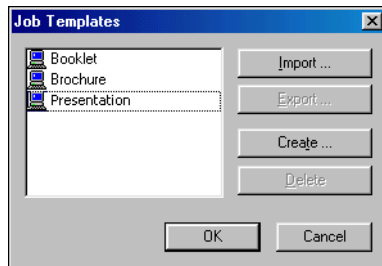 Job Templates
Booklet
Brochure
Presentation
Import ...
Export ...
Create ...
Delete
OK
Cancel